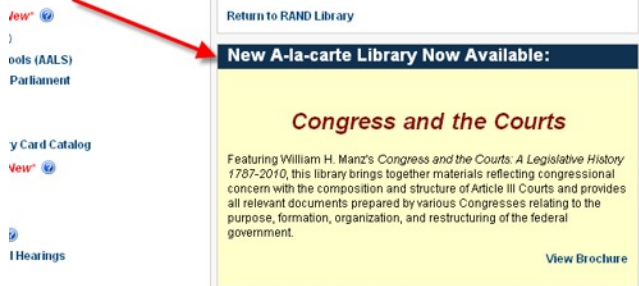 New*
)
ools (AALS)
Parliament
y Card Catalog
New*
l Hearings
Return to RAND Library
New A-la-carte Library Now Available:
Congress and the Courts
Featuring William H. Manz's Congress and the Courts: A Legislative History
1787-2010, this library brings together materials reflecting congressional
concern with the composition and structure of Article III Courts and provides
all relevant documents prepared by various Congresses relating to the
purpose, formation, organization, and restructuring of the federal
government.
View Brochure